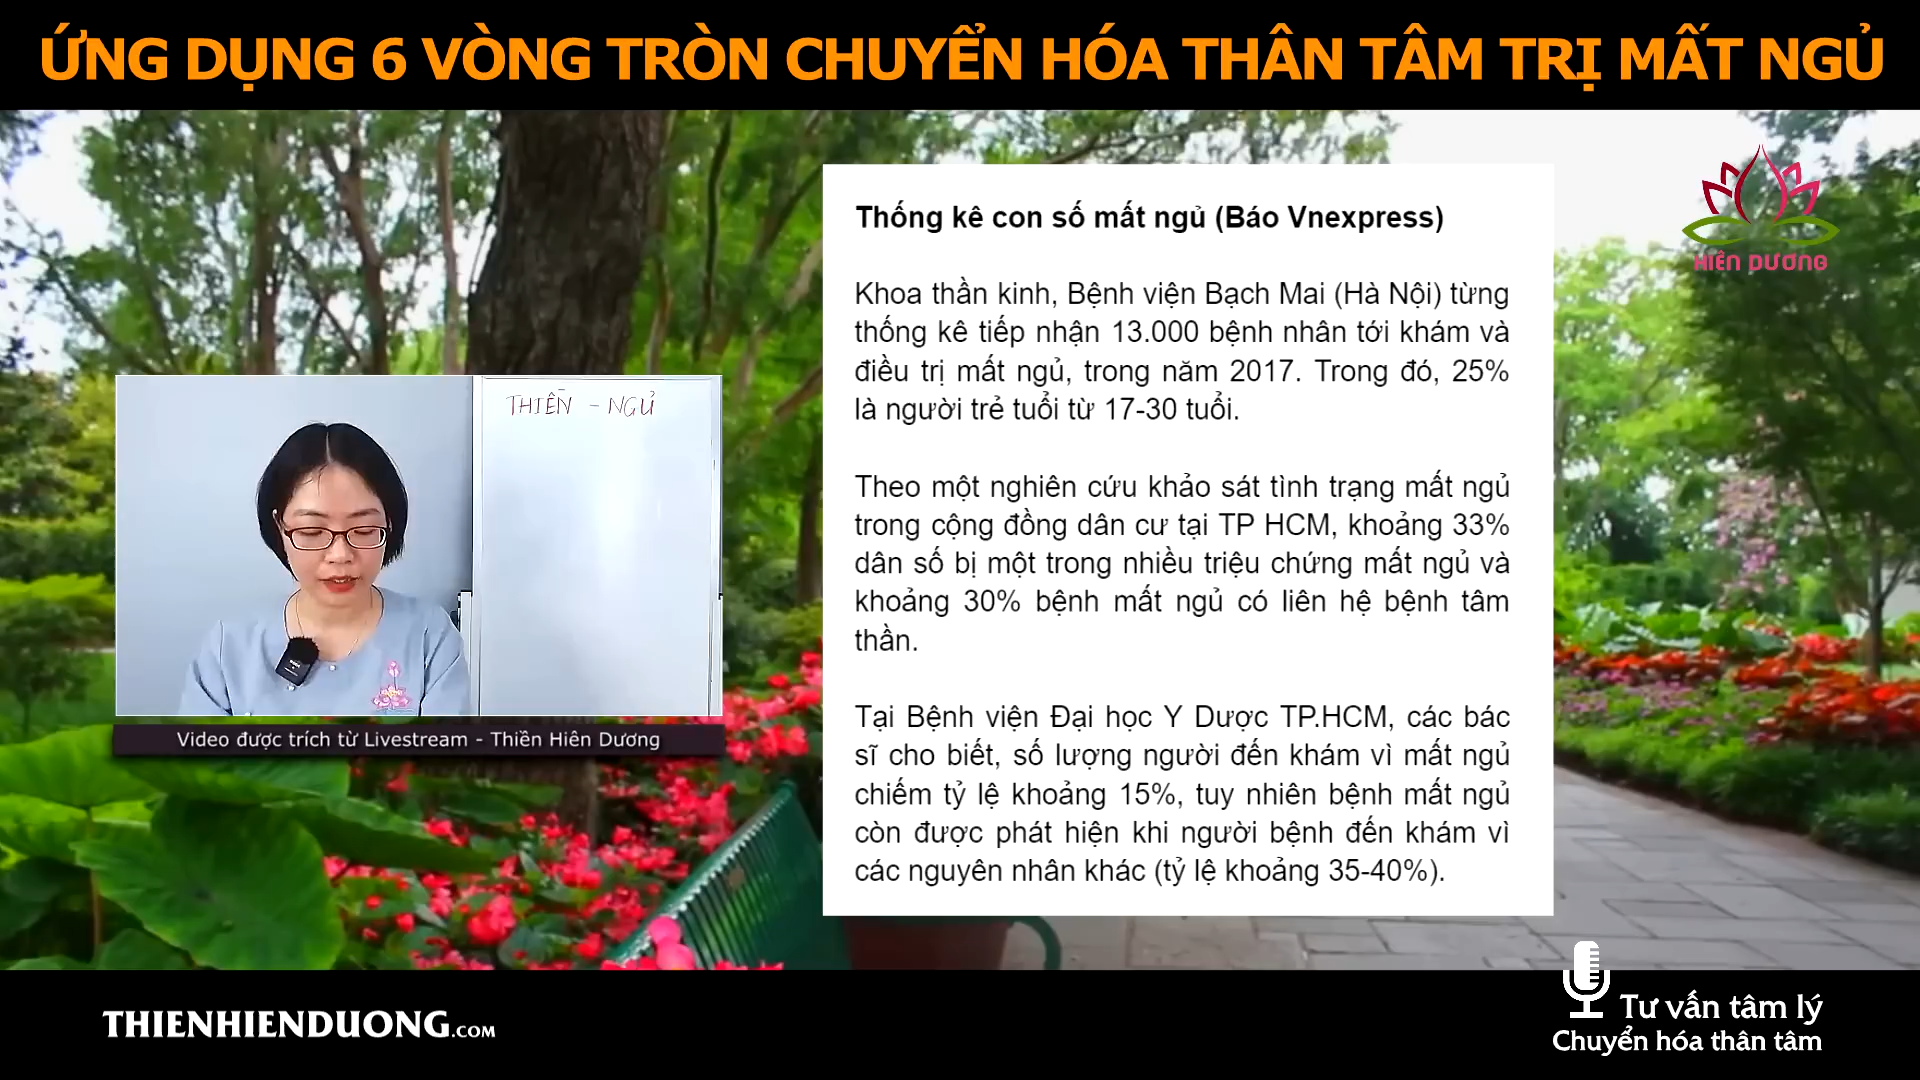 ỨNG DỤNG 6 VÒNG TRÒN CHUYỂN HÓA THÂN TÂM TRỊ MẤT NGỦ
HIÊN DƯƠNG
Thống kê con số mất ngủ (Báo Vnexpress)
Khoa thần kinh, Bệnh viện Bạch Mai (Hà Nội) từng
thống kê tiếp nhận 13.000 bệnh nhân tới khám và
điều trị mất ngủ, trong năm 2017. Trong đó, 25%
là người trẻ tuổi từ 17-30 tuổi.
Theo một nghiên cứu khảo sát tình trạng mất ngủ
trong cộng đồng dân cư tại TP HCM, khoảng 33%
dân số bị một trong nhiều triệu chứng mất ngủ và
khoảng 30% bệnh mất ngủ có liên hệ bệnh tâm
thần.
Tại Bệnh viện Đại học Y Dược TP.HCM, các bác
sĩ cho biết, số lượng người đến khám vì mất ngủ
chiếm tỷ lệ khoảng 15%, tuy nhiên bệnh mất ngủ
còn được phát hiện khi người bệnh đến khám vì
các nguyên nhân khác (tỷ lệ khoảng 35-40%).
THIỀN - NGỦ
Video được trích từ Livestream - Thiền Hiên Dương
THIENHIENDUONG.COM
Tư vấn tâm lý
Chuyển hóa thân tâm